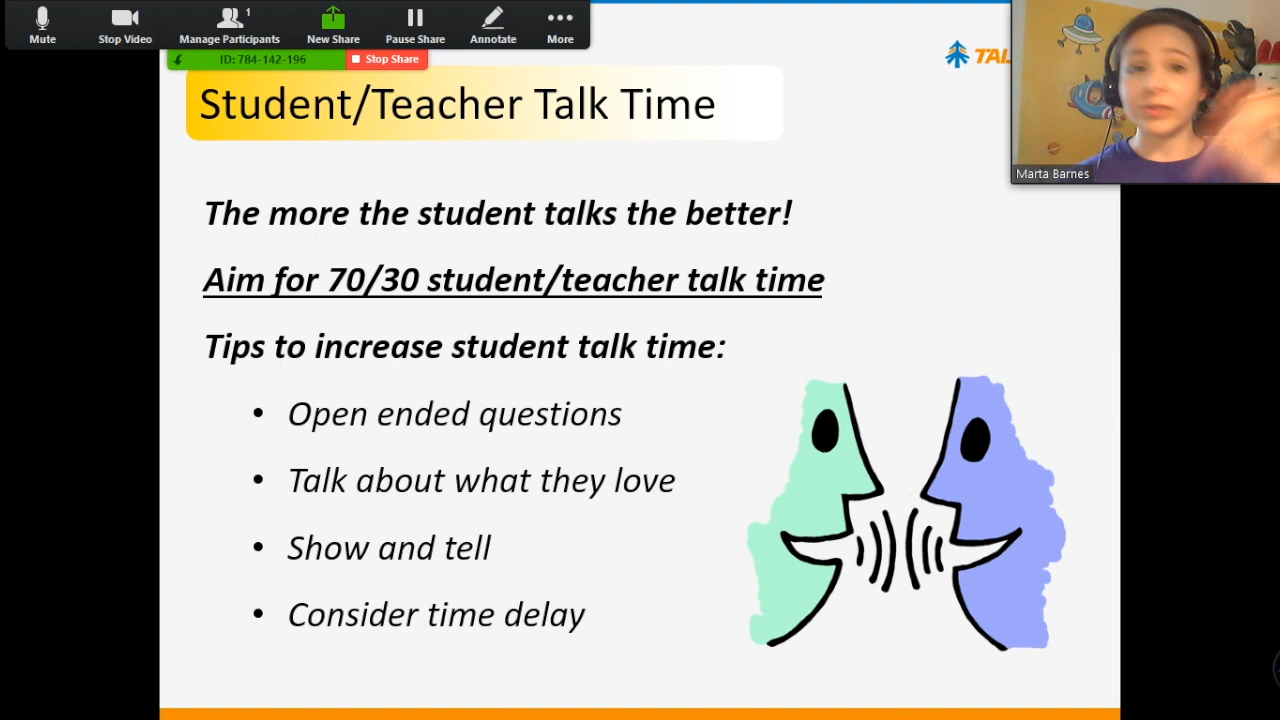 Mute
Stop Video
1
Manage Participants
New Share
Pause Share
Annotate
More
ID: 784-142-196
Stop Share
Student/Teacher Talk Time
Marta Barnes
The more the student talks the better!
Aim for 70/30 student/teacher talk time
Tips to increase student talk time:
• Open ended questions
• Talk about what they love
• Show and tell
• Consider time delay